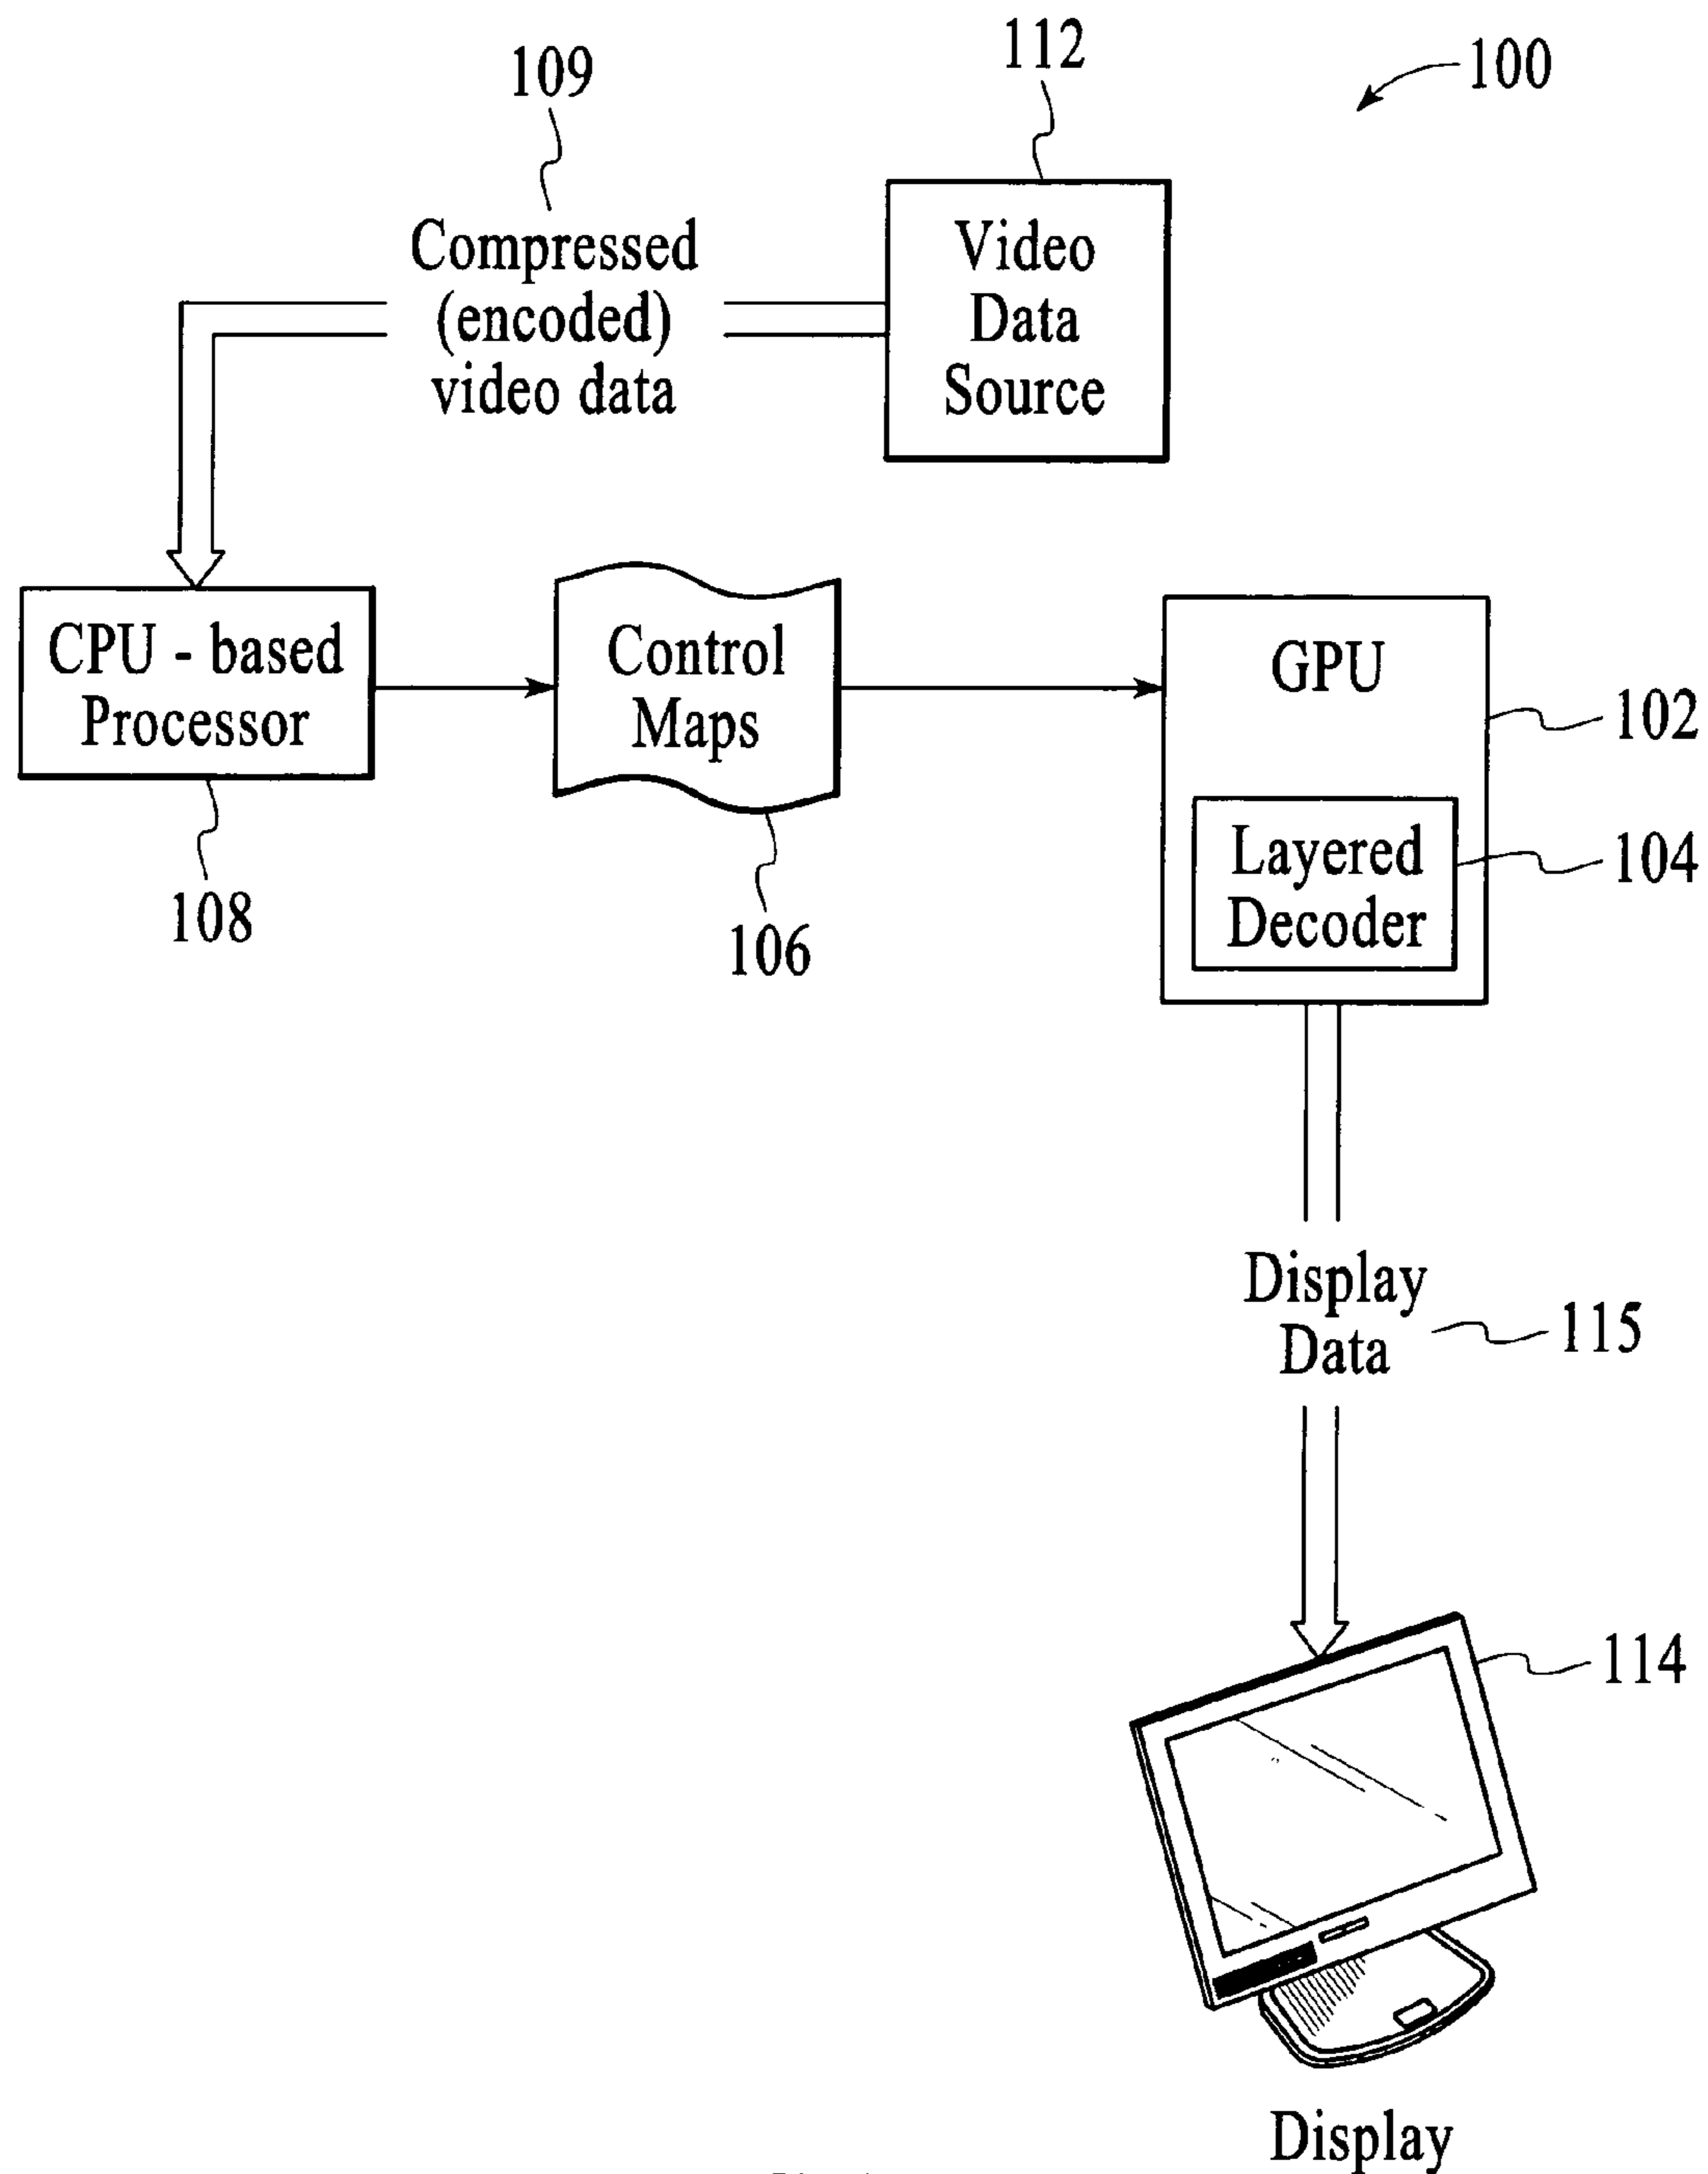 112
100
109
Compressed
(encoded)
video data
Video
Data
Source
CPU - based
Processor
Control
Maps
GPU
102
Layered
Decoder
104
108
106
Display
Data
115
114
Display